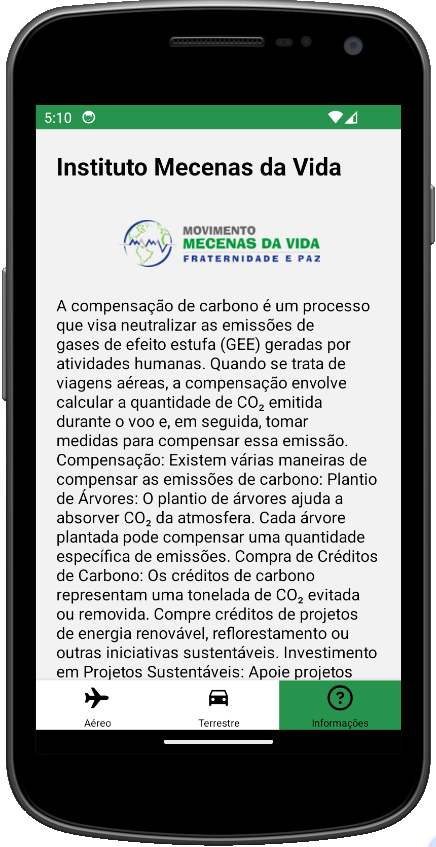 5:10
Instituto Mecenas da Vida
MOVIMENTO
MECENAS DA VIDA
FRATERNIDADE E PAZ
A compensação de carbono é um processo
que visa neutralizar as emissões de
gases de efeito estufa (GEE) geradas por
atividades humanas. Quando se trata de
viagens aéreas, a compensação envolve
calcular a quantidade de CO₂ emitida
durante o voo e, em seguida, tomar
medidas para compensar essa emissão.
Compensação: Existem várias maneiras de
compensar as emissões de carbono: Plantio
de Árvores: O plantio de árvores ajuda a
absorver CO₂ da atmosfera. Cada árvore
plantada pode compensar uma quantidade
específica de emissões. Compra de Créditos
de Carbono: Os créditos de carbono
representam uma tonelada de CO₂ evitada
ou removida. Compre créditos de projetos
de energia renovável, reflorestamento ou
outras iniciativas sustentáveis. Investimento
em Projetos Sustentáveis: Apoie projetos
Aéreo Terrestre Informações